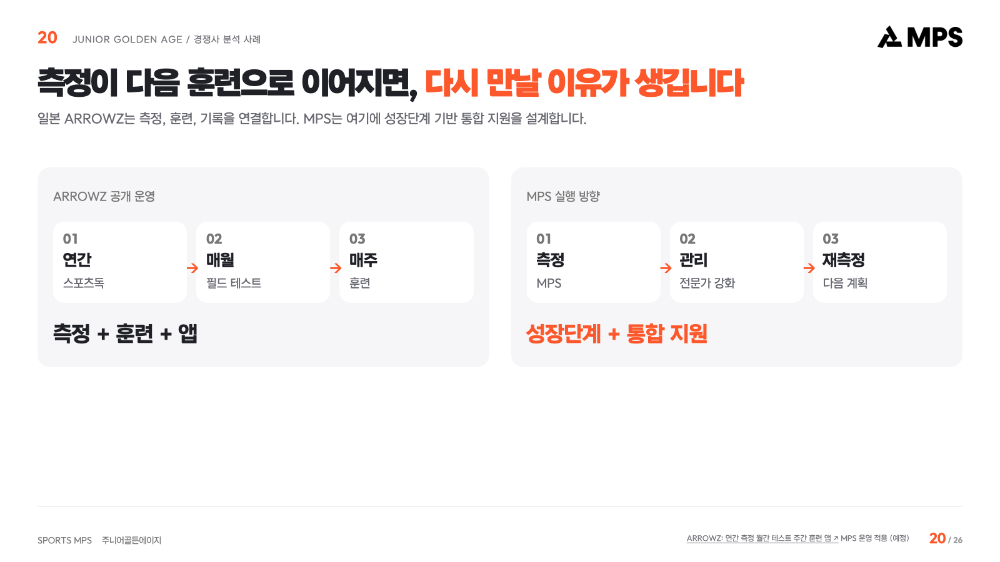 20 JUNIOR GOLDEN AGE / 경쟁사 분석 사례
MPS
측정이 다음 훈련으로 이어지면, 다시 만날 이유가 생깁니다
일본 ARROWZ는 측정, 훈련, 기록을 연결합니다. MPS는 여기에 성장단계 기반 통합 지원을 설계합니다.
ARROWZ 공개 운영
01
연간
스포츠독
→
02
매월
필드 테스트
→
03
매주
훈련
측정 + 훈련 + 앱
MPS 실행 방향
01
측정
MPS
→
02
관리
전문가 강화
→
03
재측정
다음 계획
성장단계 + 통합 지원
SPORTS MPS 주니어골든에이지
ARROWZ: 연간 측정 월간 테스트 주간 훈련 앱 ↗ MPS 운영 적용 (예정)
20 / 26